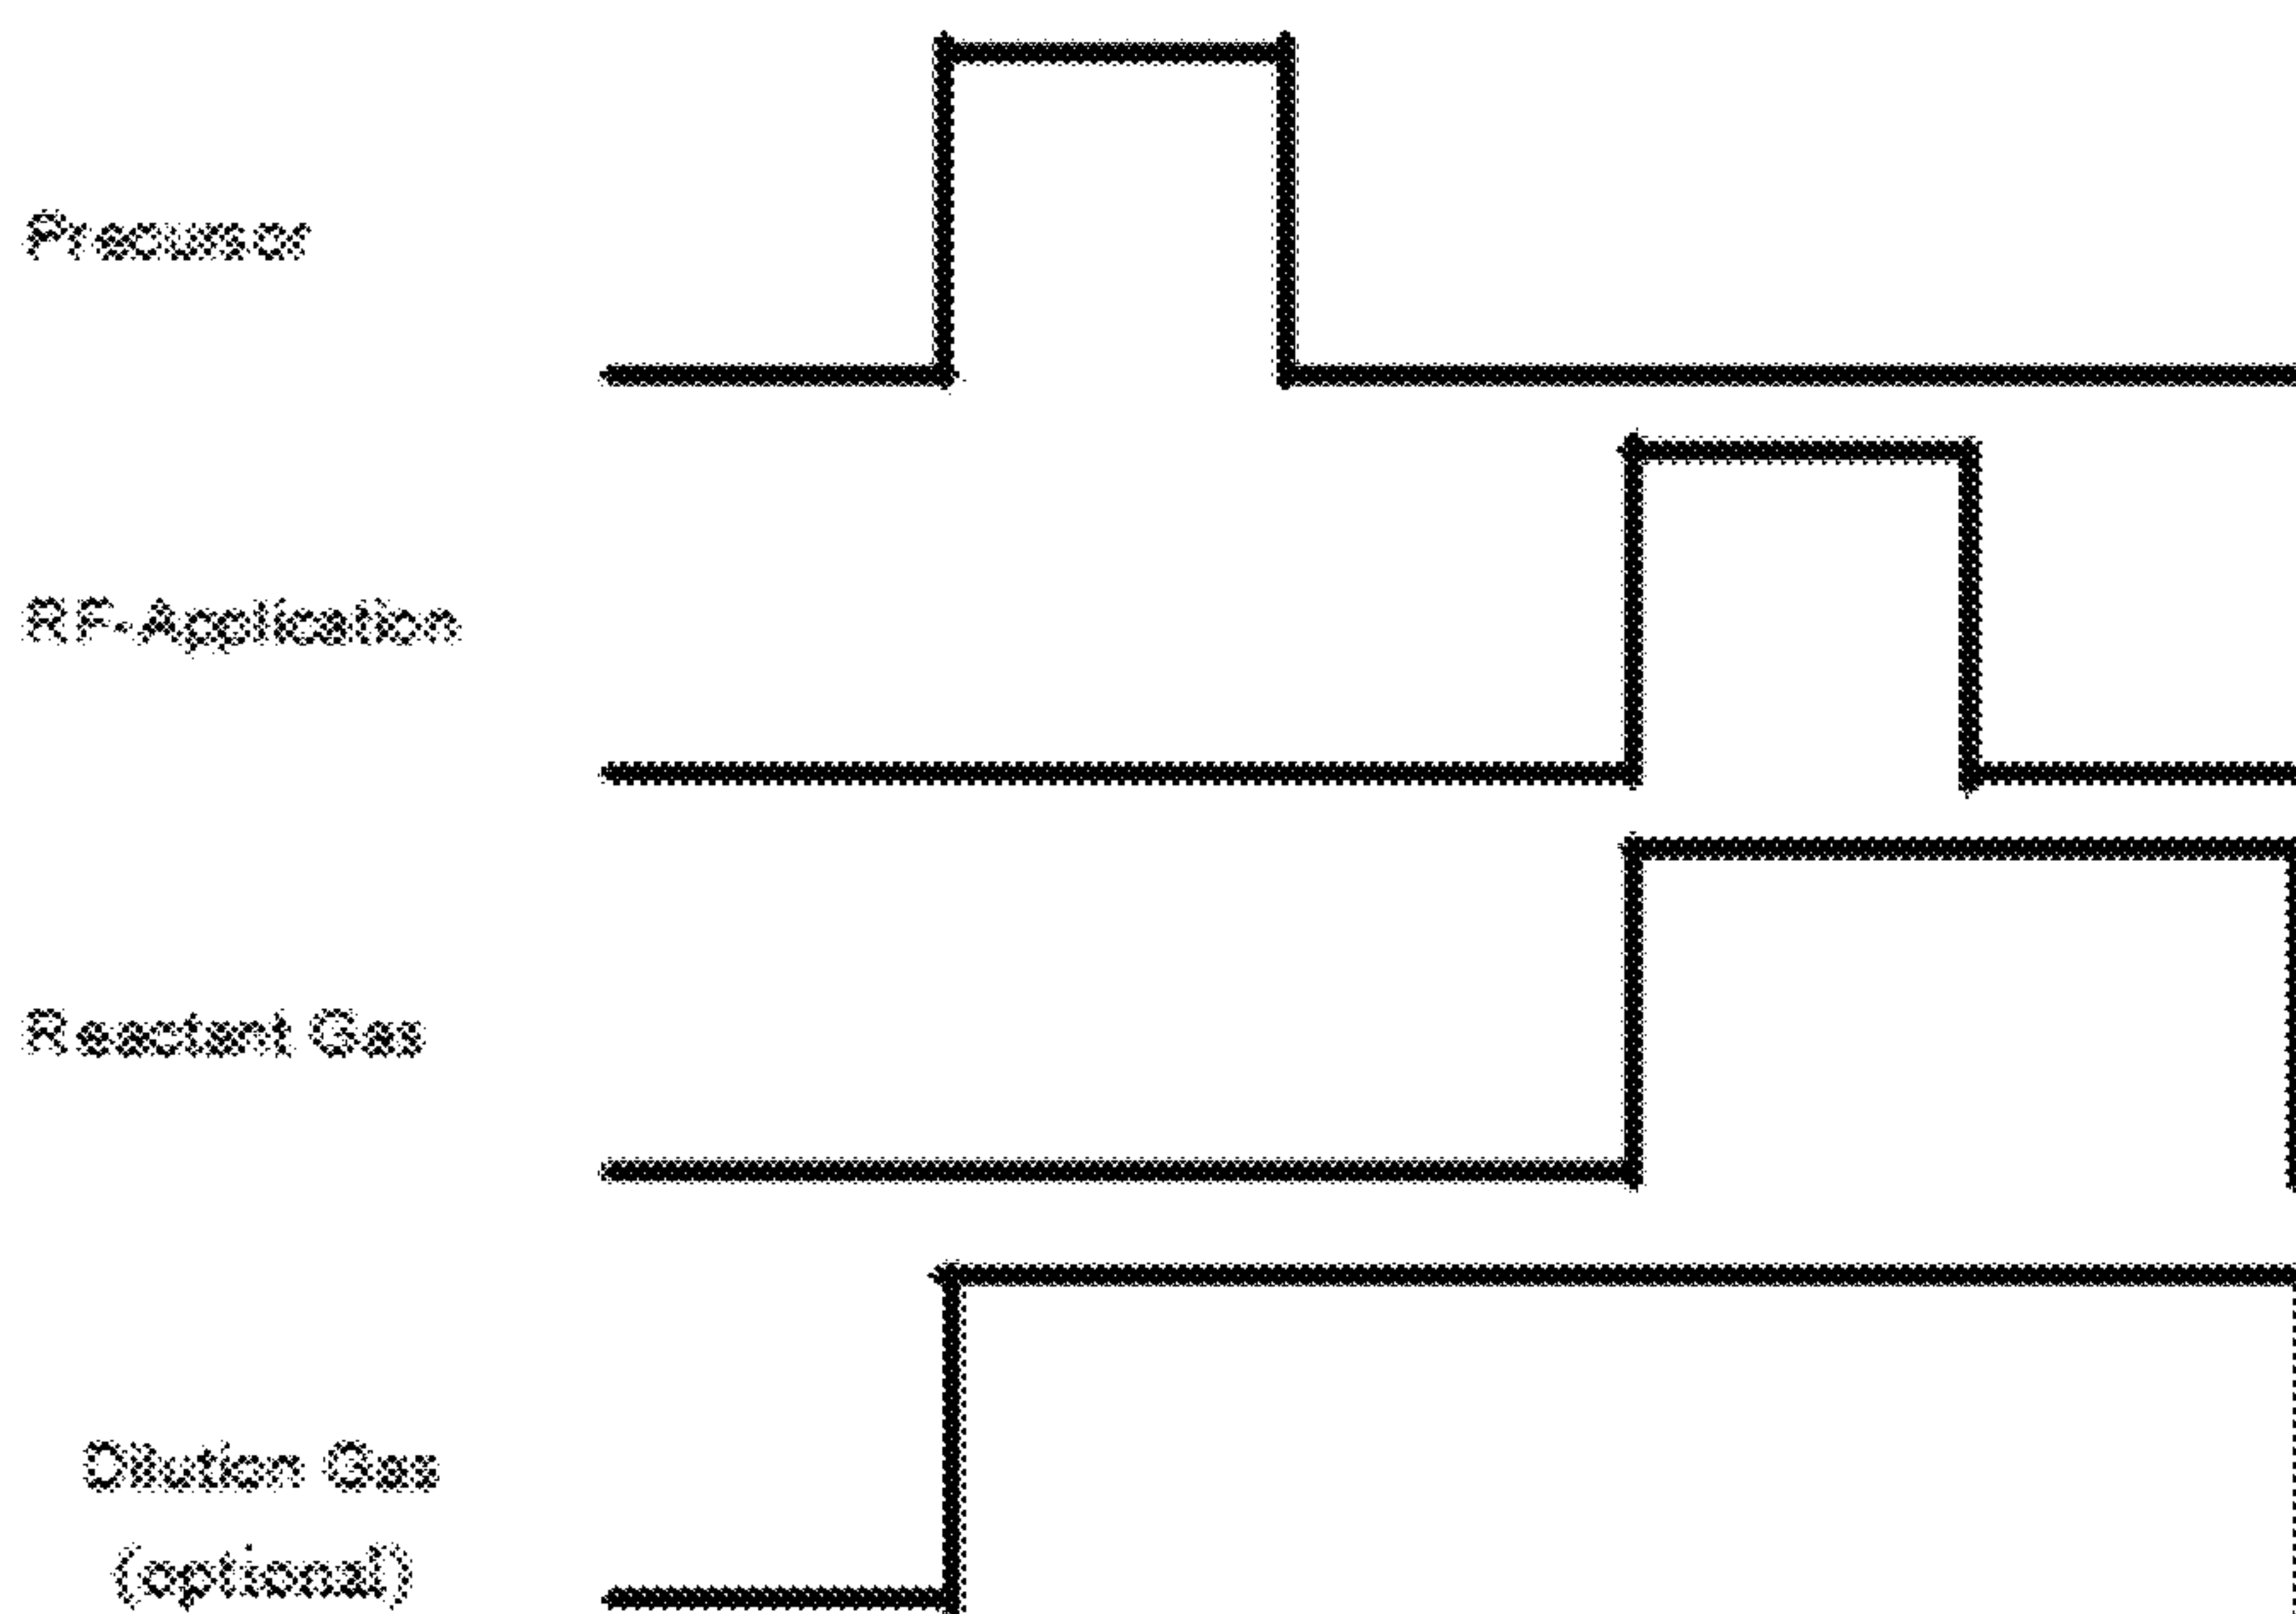 Precursor
RF-Application
Reactant Gas
Dilution Gas
(optional)